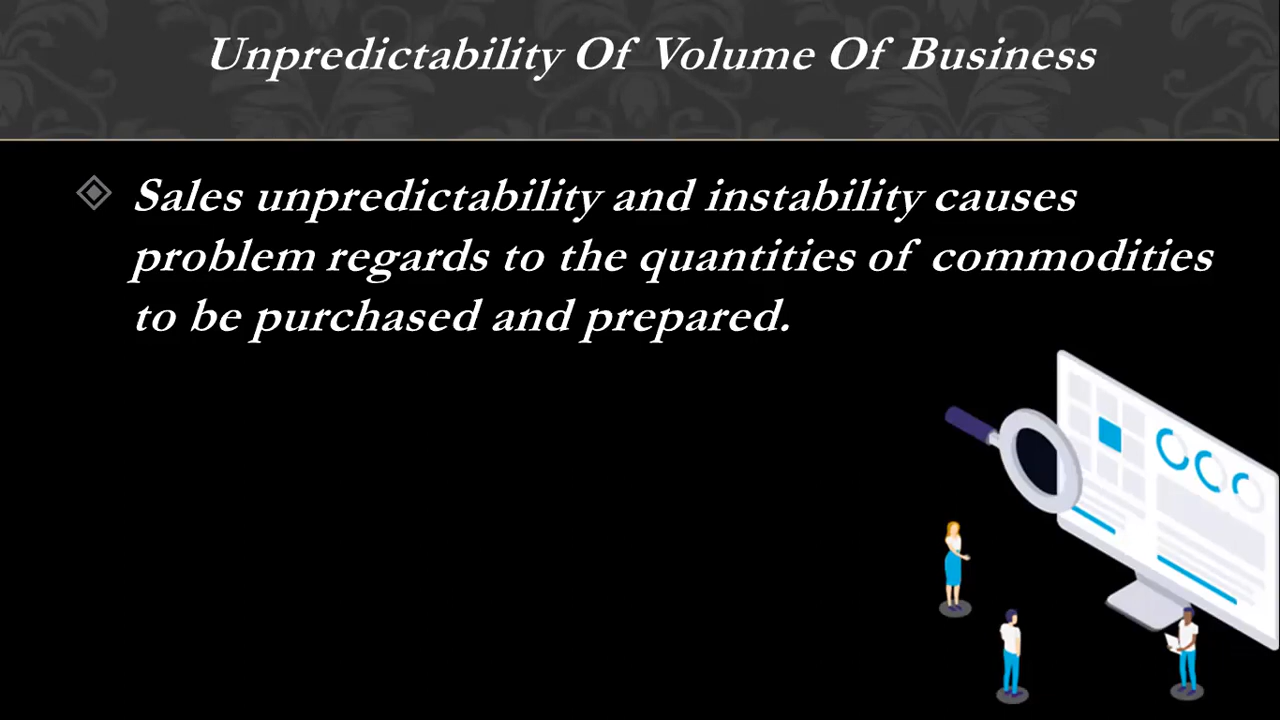 Unpredictability Of Volume Of Business
Sales unpredictability and instability causes
problem regards to the quantities of commodities
to be purchased and prepared.